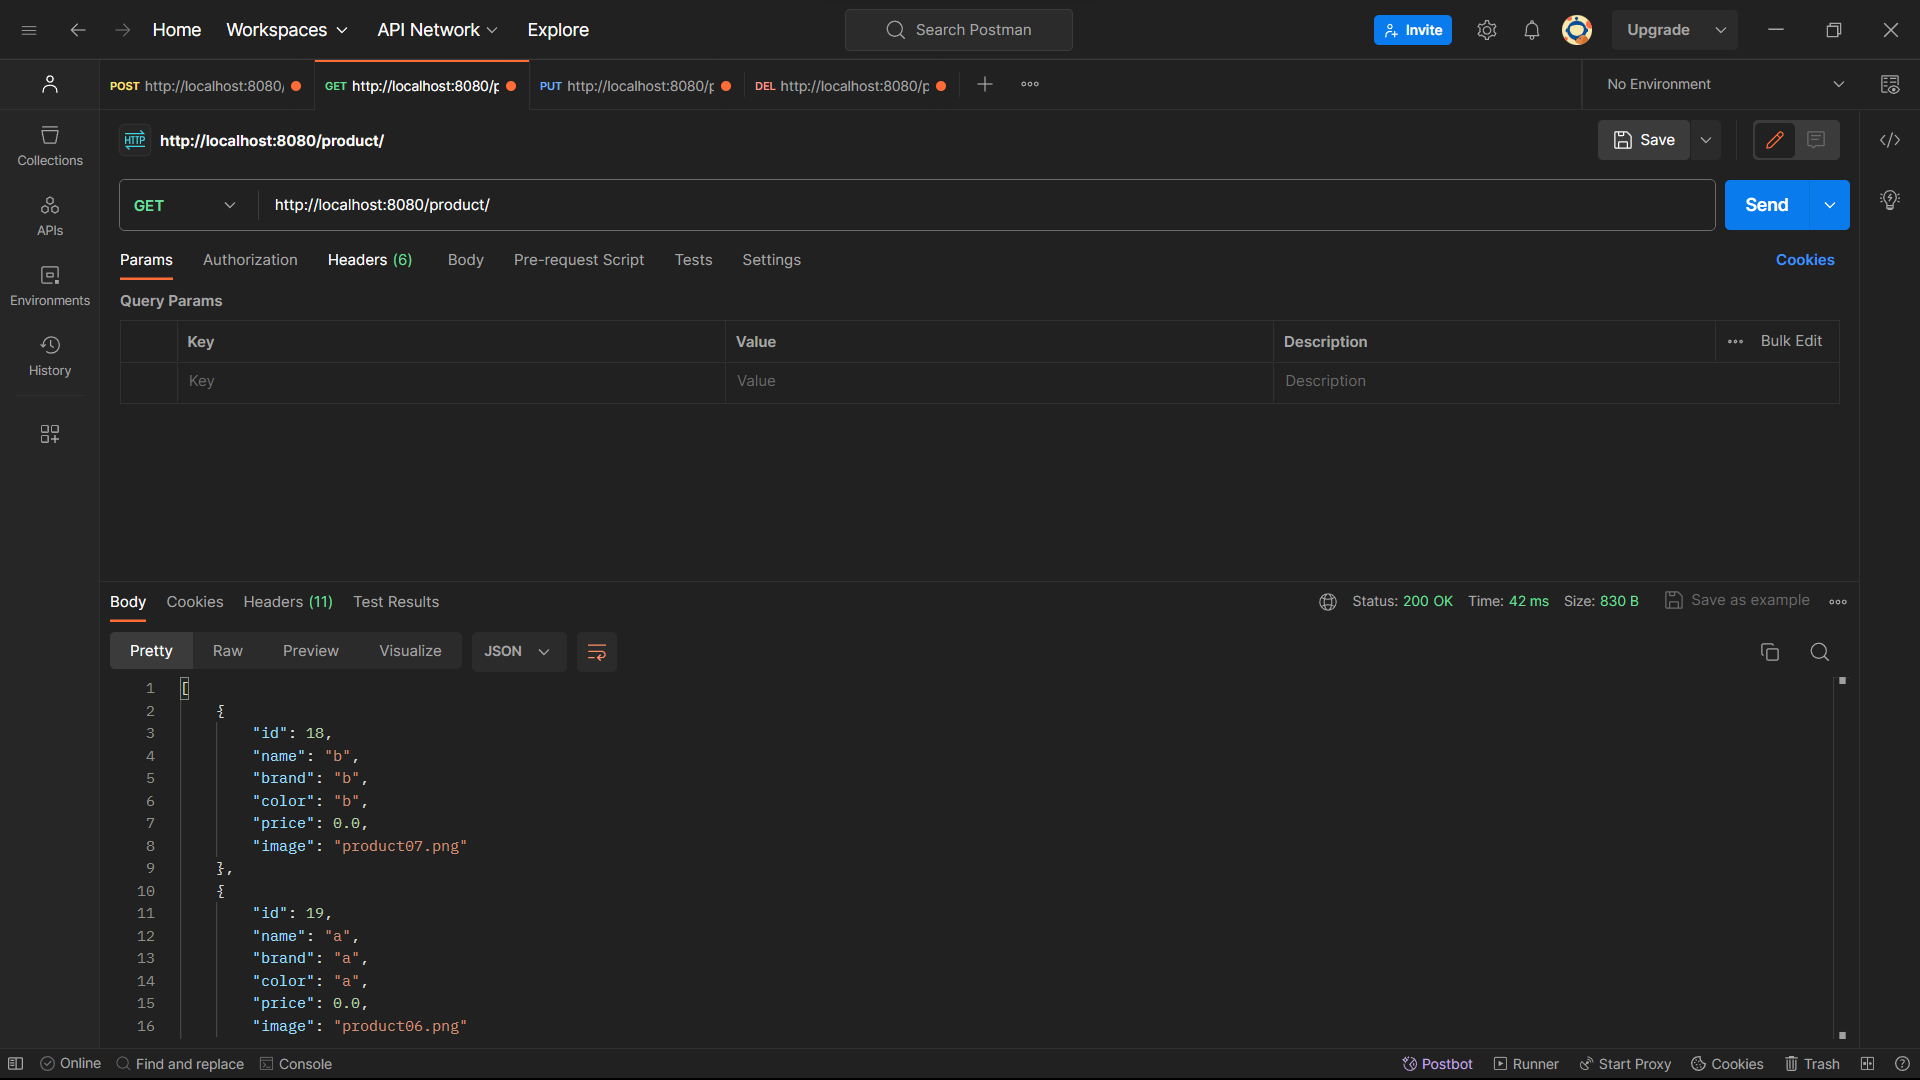 Home Workspaces API Network Explore Search Postman Invite Upgrade
POST http://localhost:8080/ GET http://localhost:8080/p PUT http://localhost:8080/p DEL http://localhost:8080/p No Environment
HTTP http://localhost:8080/product/ Save
Collections
GET http://localhost:8080/product/ Send
APIs
Params Authorization Headers (6) Body Pre-request Script Tests Settings Cookies
Environments
Query Params
Key Value Description Bulk Edit
History
Key Value Description
Body Cookies Headers (11) Test Results Status: 200 OK Time: 42 ms Size: 830 B Save as example
Pretty Raw Preview Visualize JSON
1 [
2 {
3 "id": 18,
4 "name": "b",
5 "brand": "b",
6 "color": "b",
7 "price": 0.0,
8 "image": "product07.png"
9 },
10 {
11 "id": 19,
12 "name": "a",
13 "brand": "a",
14 "color": "a",
15 "price": 0.0,
16 "image": "product06.png"
Online Find and replace Console Postbot Runner Start Proxy Cookies Trash